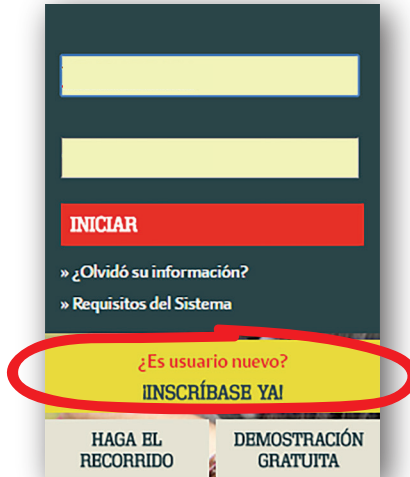 INICIAR
» ¿Olvidó su información?
» Requisitos del Sistema
¿Es usuario nuevo?
¡INSCRÍBASE YA!
HAGA EL
RECORRIDO
DEMOSTRACIÓN
GRATUITA